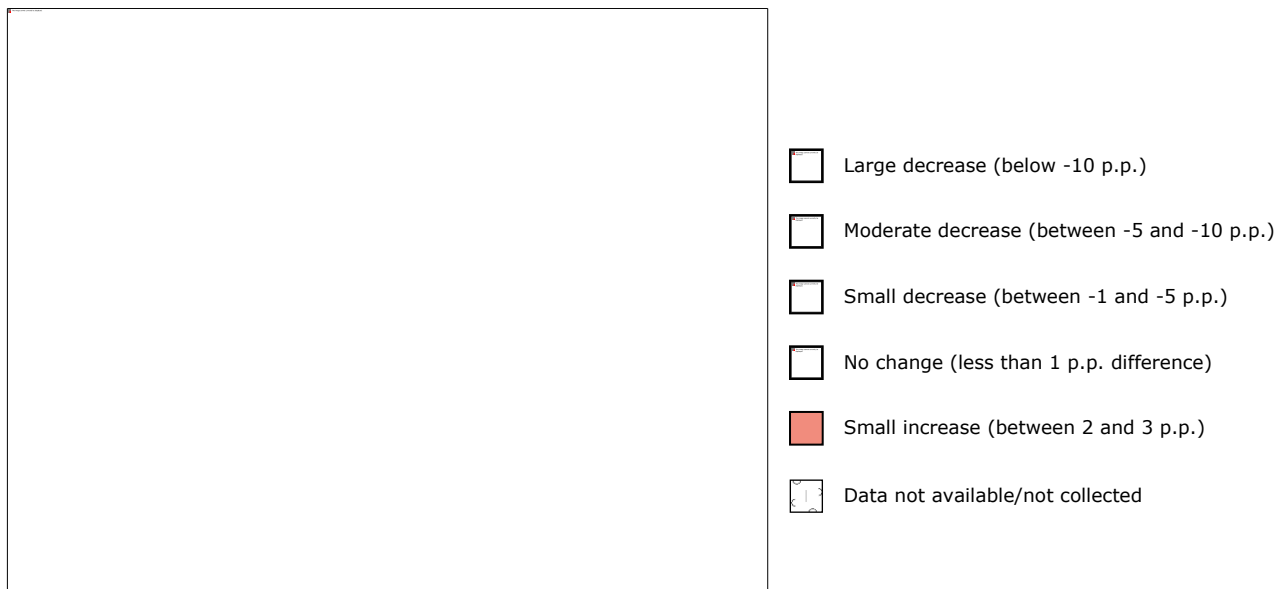 Large decrease (below -10 p.p.)
Moderate decrease (between -5 and -10 p.p.)
Small decrease (between -1 and -5 p.p.)
No change (less than 1 p.p. difference)
Small increase (between 2 and 3 p.p.)
Data not available/not collected